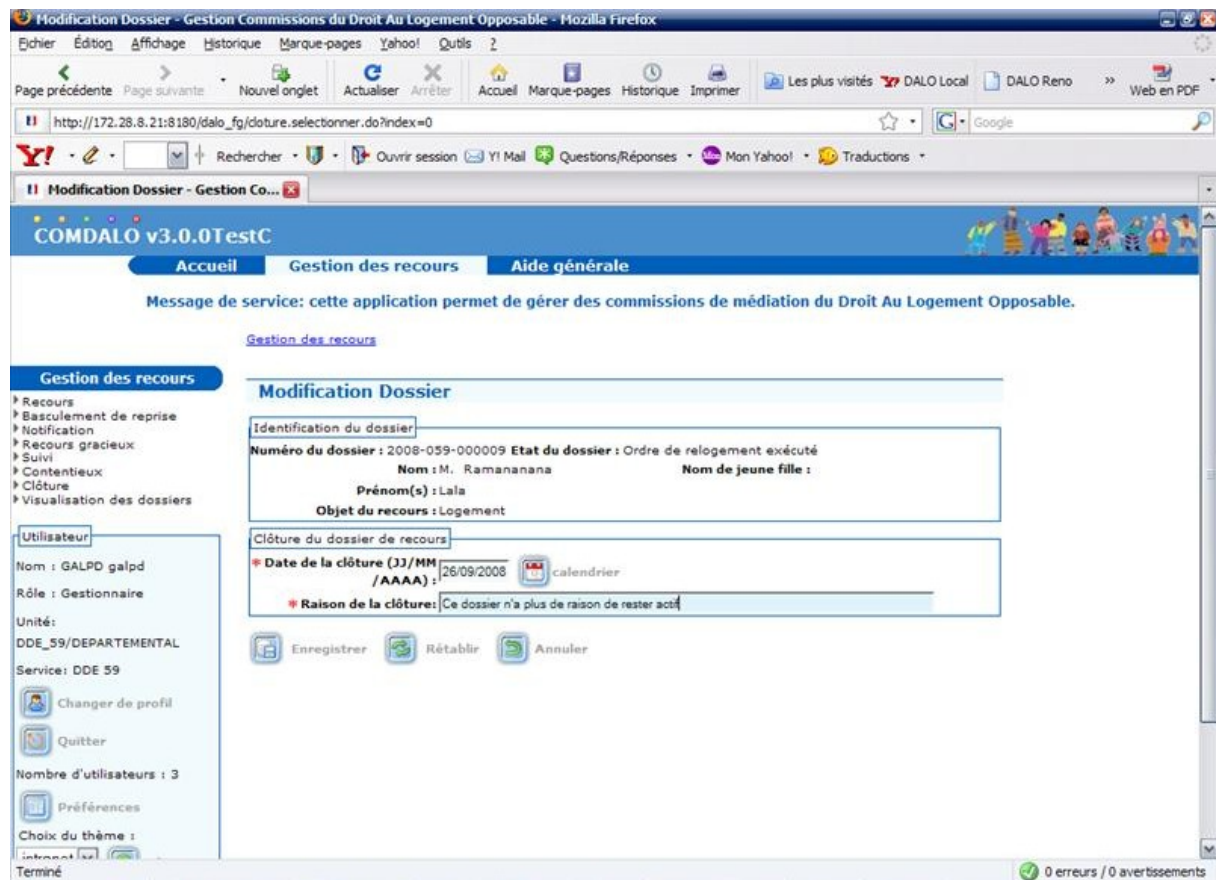 Modification Dossier - Gestion Commissions du Droit Au Logement Opposable - Mozilla Firefox
Fichier Édition Affichage Historique Marque-pages Yahoo! Outils ?
Page précédente Page suivante Nouvel onglet Actualiser Arrêter Accueil Marque-pages Historique Imprimer Les plus visités DALO Local DALO Reno » Web en PDF
http://172.28.8.21:8180/dalo_fg/cloture.selectionner.do?index=0 Google
Y! Rechercher Ouvrir session Y! Mail Questions/Réponses Mon Yahoo! Traductions
Modification Dossier - Gestion Co...
COMDALO v3.0.0TestC
Accueil Gestion des recours Aide générale
Message de service: cette application permet de gérer des commissions de médiation du Droit Au Logement Opposable.
Gestion des recours
Gestion des recours
Recours
Basculement de reprise
Notification
Recours gracieux
Suivi
Contentieux
Clôture
Visualisation des dossiers
Utilisateur
Nom : GALPD galpd
Rôle : Gestionnaire
Unité:
DDE_59/DEPARTEMENTAL
Service: DDE 59
Changer de profil
Quitter
Nombre d'utilisateurs : 3
Préférences
Choix du thème :
intranet
Modification Dossier
Identification du dossier
Numéro du dossier : 2008-059-000009 Etat du dossier : Ordre de relogement exécuté
Nom : M. Ramananana Nom de jeune fille :
Prénom(s) : Lala
Objet du recours : Logement
Clôture du dossier de recours
* Date de la clôture (JJ/MM
/AAAA) : 26/09/2008 calendrier
* Raison de la clôture: Ce dossier n'a plus de raison de rester actif
Enregistrer Rétablir Annuler
Terminé 0 erreurs / 0 avertissements